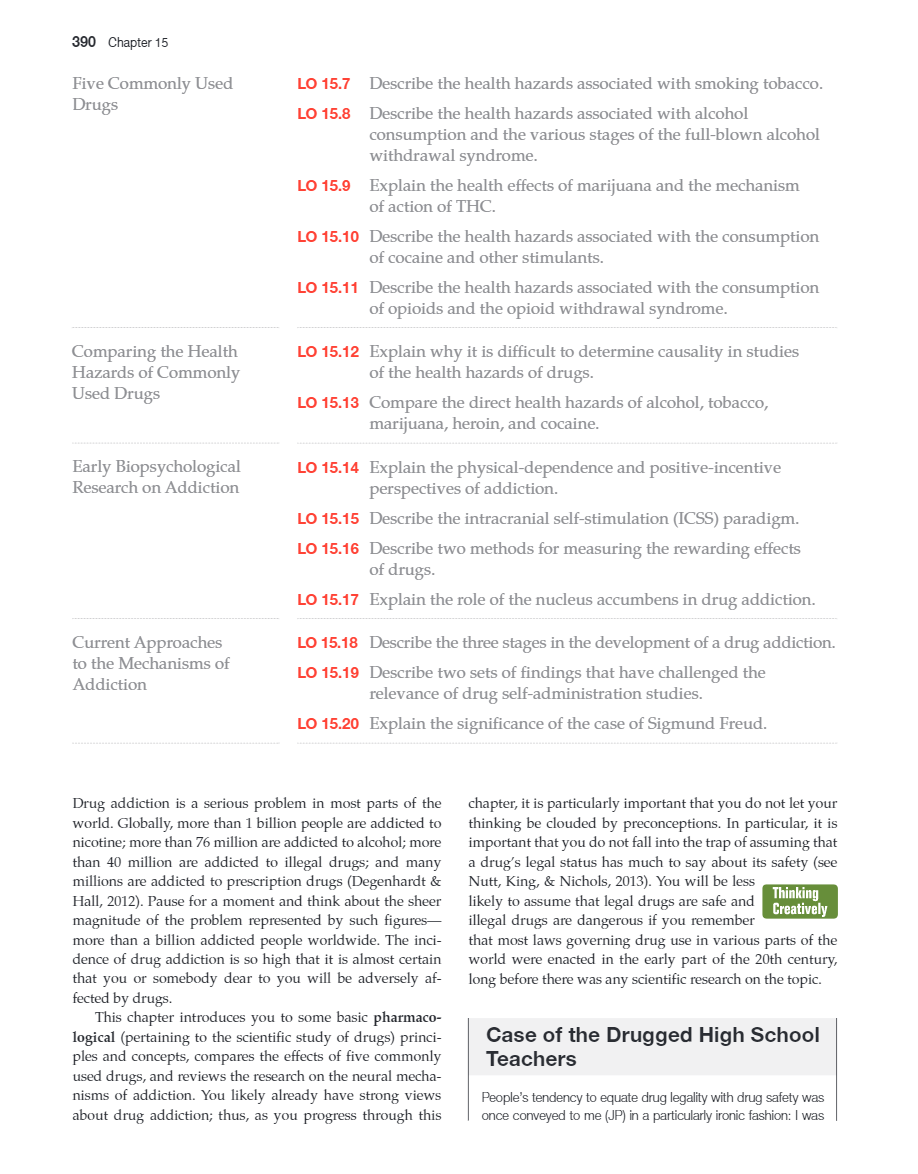 390 Chapter 15
Five Commonly Used
Drugs
LO 15.7 Describe the health hazards associated with smoking tobacco.
LO 15.8 Describe the health hazards associated with alcohol
consumption and the various stages of the full-blown alcohol
withdrawal syndrome.
LO 15.9 Explain the health effects of marijuana and the mechanism
of action of THC.
LO 15.10 Describe the health hazards associated with the consumption
of cocaine and other stimulants.
LO 15.11 Describe the health hazards associated with the consumption
of opioids and the opioid withdrawal syndrome.
Comparing the Health
Hazards of Commonly
Used Drugs
LO 15.12 Explain why it is difficult to determine causality in studies
of the health hazards of drugs.
LO 15.13 Compare the direct health hazards of alcohol, tobacco,
marijuana, heroin, and cocaine.
Early Biopsychological
Research on Addiction
LO 15.14 Explain the physical-dependence and positive-incentive
perspectives of addiction.
LO 15.15 Describe the intracranial self-stimulation (ICSS) paradigm.
LO 15.16 Describe two methods for measuring the rewarding effects
of drugs.
LO 15.17 Explain the role of the nucleus accumbens in drug addiction.
Current Approaches
to the Mechanisms of
Addiction
LO 15.18 Describe the three stages in the development of a drug addiction.
LO 15.19 Describe two sets of findings that have challenged the
relevance of drug self-administration studies.
LO 15.20 Explain the significance of the case of Sigmund Freud.
Drug addiction is a serious problem in most parts of the
world. Globally, more than 1 billion people are addicted to
nicotine; more than 76 million are addicted to alcohol; more
than 40 million are addicted to illegal drugs; and many
millions are addicted to prescription drugs (Degenhardt &
Hall, 2012). Pause for a moment and think about the sheer
magnitude of the problem represented by such figures—
more than a billion addicted people worldwide. The inci-
dence of drug addiction is so high that it is almost certain
that you or somebody dear to you will be adversely af-
fected by drugs.
This chapter introduces you to some basic pharmaco-
logical (pertaining to the scientific study of drugs) princi-
ples and concepts, compares the effects of five commonly
used drugs, and reviews the research on the neural mecha-
nisms of addiction. You likely already have strong views
about drug addiction; thus, as you progress through this
chapter, it is particularly important that you do not let your
thinking be clouded by preconceptions. In particular, it is
important that you do not fall into the trap of assuming that
a drug's legal status has much to say about its safety (see
Nutt, King, & Nichols, 2013). You will be less
likely to assume that legal drugs are safe and
illegal drugs are dangerous if you remember
that most laws governing drug use in various parts of the
world were enacted in the early part of the 20th century,
long before there was any scientific research on the topic.
Thinking
Creatively
Case of the Drugged High School
Teachers
People's tendency to equate drug legality with drug safety was
once conveyed to me (JP) in a particularly ironic fashion: I was